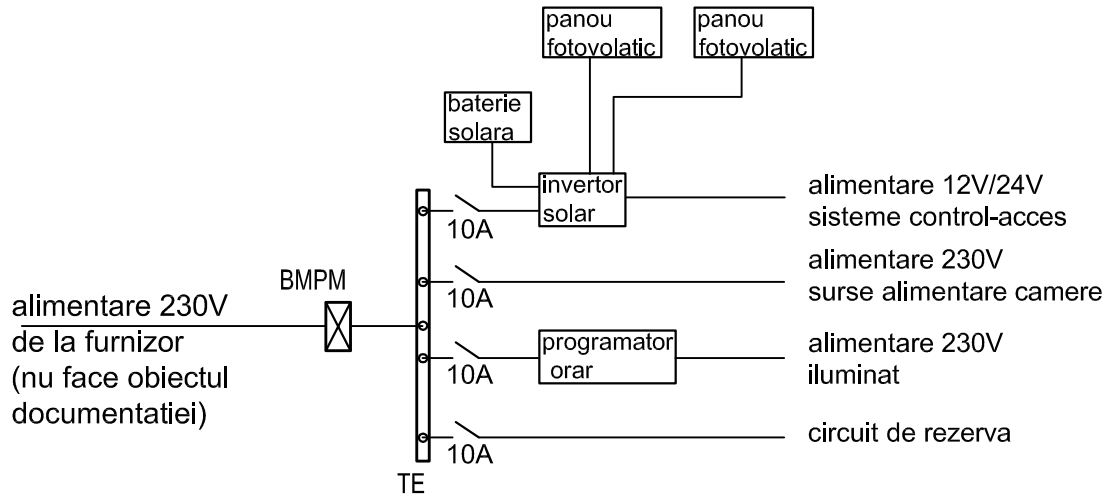 panou
fotovolatic
panou
fotovolatic
baterie
solara
invertor
solar
10A
alimentare 12V/24V
sisteme control-acces
10A
alimentare 230V
surse alimentare camere
BMPM
alimentare 230V
de la furnizor
(nu face obiectul
documentatiei)
10A
programator
orar
alimentare 230V
iluminat
10A
circuit de rezerva
TE